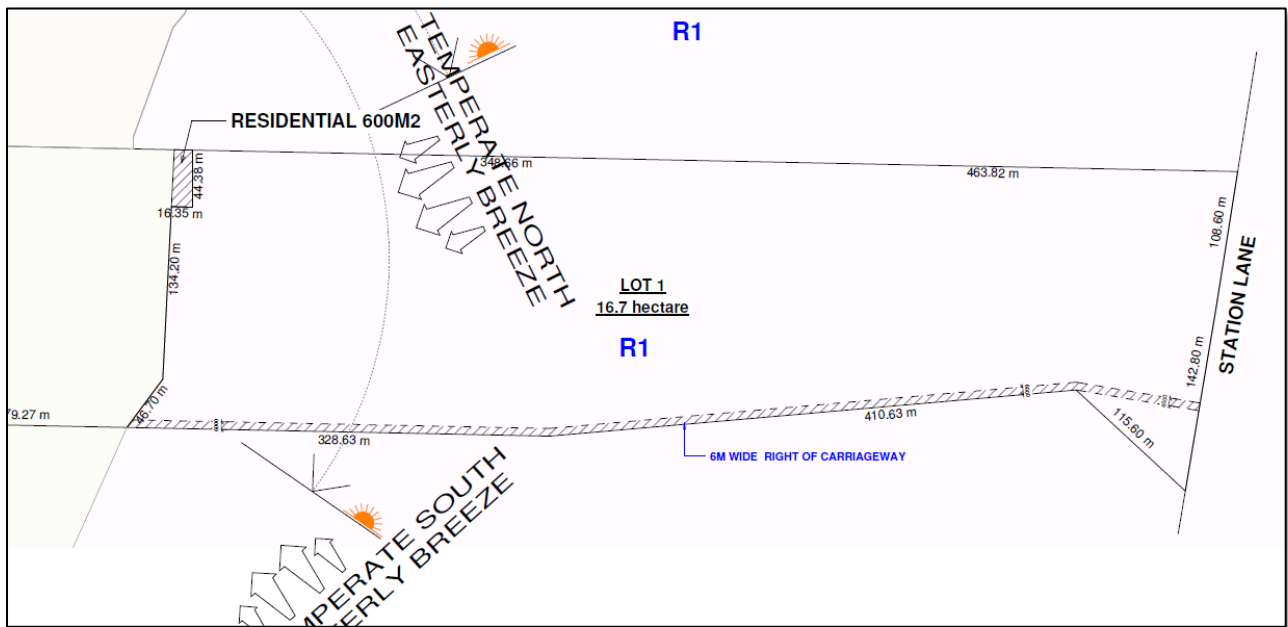 R1
TEMPERATE NORTH
EASTERLY BREEZE
RESIDENTIAL 600M2
348.66 m
463.82 m
44.38 m
16.35 m
108.60 m
134.20 m
LOT 1
16.7 hectare
STATION LANE
R1
142.80 m
46.70 m
79.27 m
328.63 m
410.63 m
115.60 m
6M WIDE RIGHT OF CARRIAGEWAY
MPERATE SOUTH
ERLY BREEZE